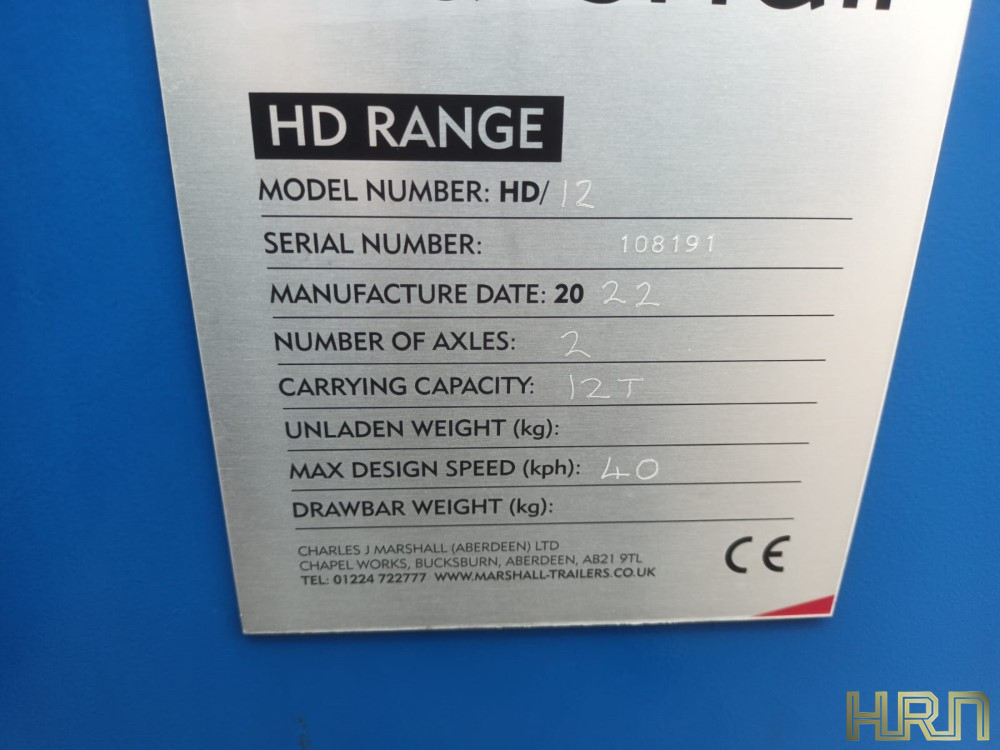 HD RANGE
MODEL NUMBER: HD/ 12
SERIAL NUMBER: 108191
MANUFACTURE DATE: 20 22
NUMBER OF AXLES: 2
CARRYING CAPACITY: 12T
UNLADEN WEIGHT (kg):
MAX DESIGN SPEED (kph): 40
DRAWBAR WEIGHT (kg):
CHARLES J MARSHALL (ABERDEEN) LTD
CHAPEL WORKS, BUCKSBURN, ABERDEEN, AB21 9TL
TEL: 01224 722777 WWW.MARSHALL-TRAILERS.CO.UK
CE
HRN